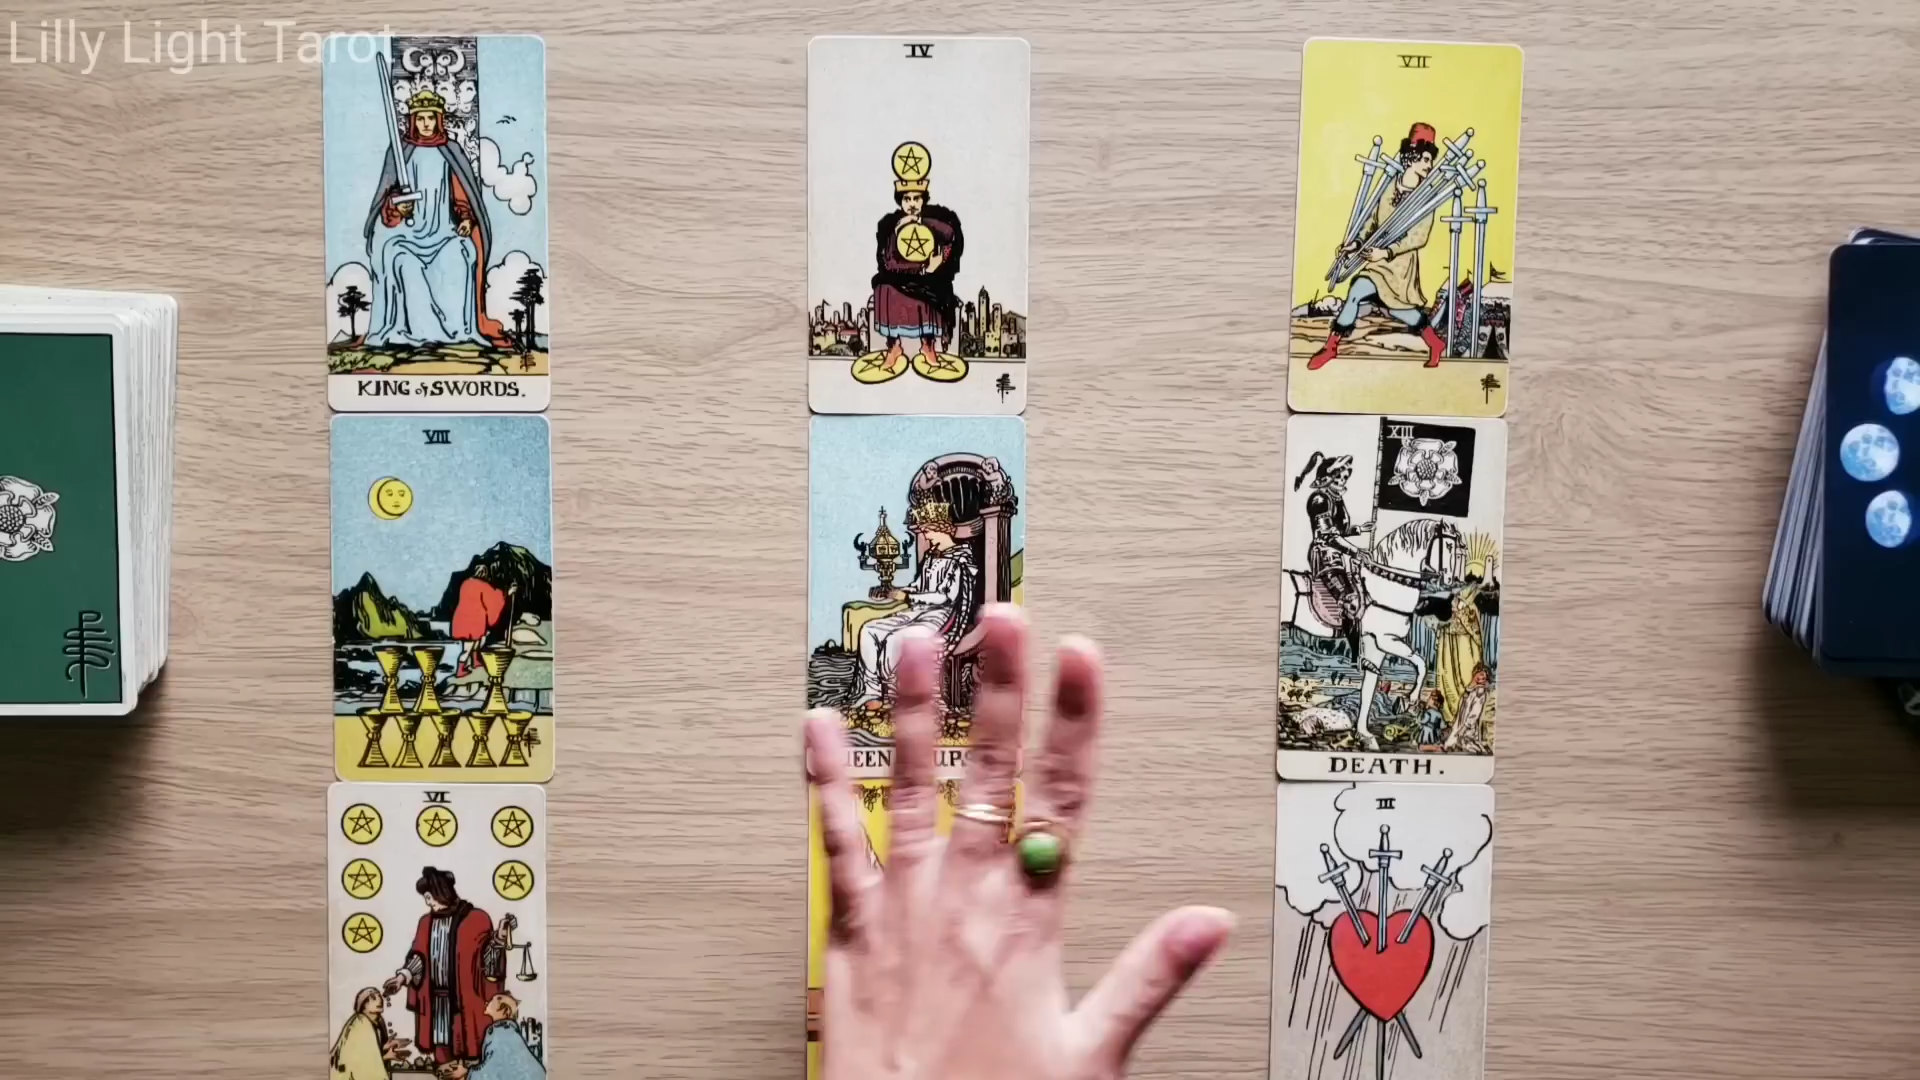 Lilly Light Tarot
KING of SWORDS.
IV
VII
VIII
XIII
DEATH.
VI
III